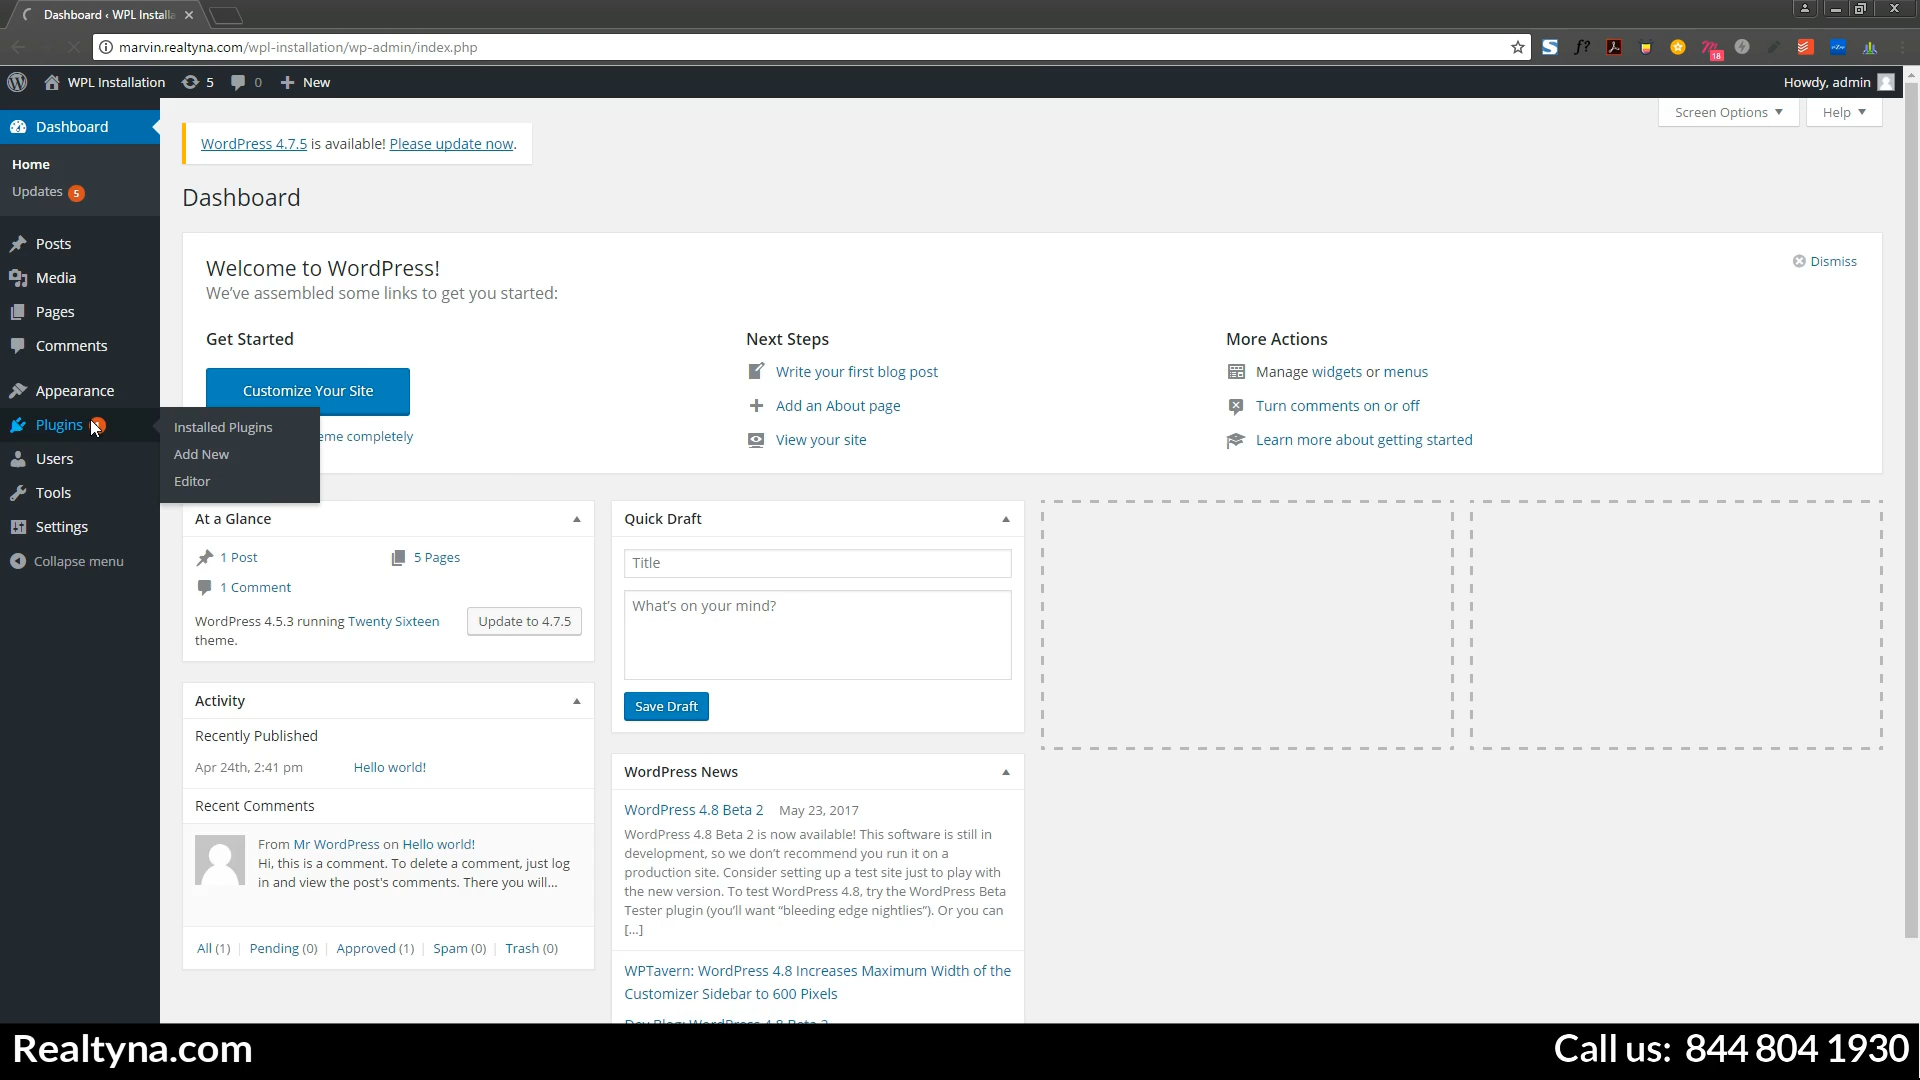 Dashboard ‹ WPL Installa
marvin.realtyna.com/wpl-installation/wp-admin/index.php
18
WPL Installation 5 0 New
Howdy, admin
Dashboard
Home
Updates 5
Posts
Media
Pages
Comments
Appearance
Plugins
Users
Tools
Settings
Collapse menu
Installed Plugins
Add New
Editor
Screen Options
Help
WordPress 4.7.5 is available! Please update now.
Dashboard
Welcome to WordPress!
We've assembled some links to get you started:
Dismiss
Get Started
Customize Your Site
eme completely
Next Steps
Write your first blog post
Add an About page
View your site
More Actions
Manage widgets or menus
Turn comments on or off
Learn more about getting started
At a Glance
1 Post
5 Pages
1 Comment
WordPress 4.5.3 running Twenty Sixteen
theme.
Update to 4.7.5
Activity
Recently Published
Apr 24th, 2:41 pm Hello world!
Recent Comments
From Mr WordPress on Hello world!
Hi, this is a comment. To delete a comment, just log
in and view the post's comments. There you will...
All (1) | Pending (0) | Approved (1) | Spam (0) | Trash (0)
Quick Draft
Title
What's on your mind?
Save Draft
WordPress News
WordPress 4.8 Beta 2 May 23, 2017
WordPress 4.8 Beta 2 is now available! This software is still in
development, so we don't recommend you run it on a
production site. Consider setting up a test site just to play with
the new version. To test WordPress 4.8, try the WordPress Beta
Tester plugin (you'll want “bleeding edge nightlies”). Or you can
[...]
WPTavern: WordPress 4.8 Increases Maximum Width of the
Customizer Sidebar to 600 Pixels
Dev Blog: WordPress 4.8 Beta 2
Realtyna.com
Call us: 844 804 1930